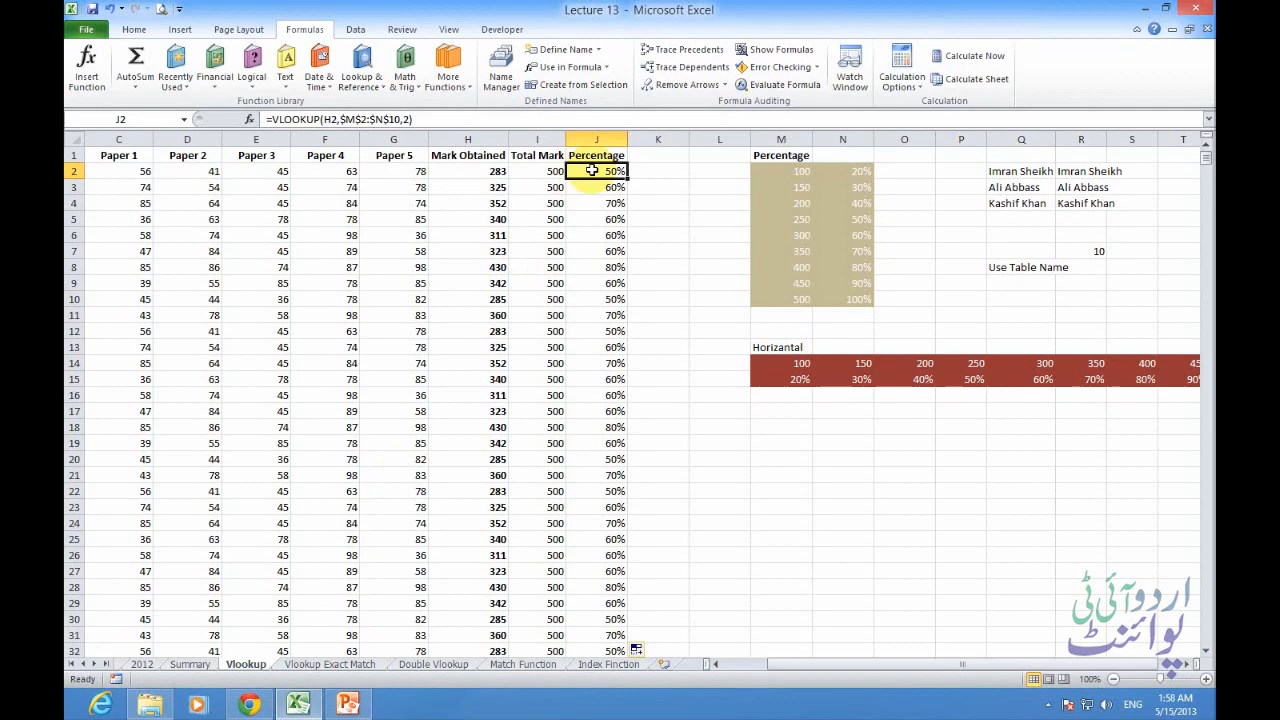 Lecture 13 - Microsoft Excel
File Home Insert Page Layout Formulas Data Review View Developer
Insert Function
AutoSum
Recently Used
Financial
Logical
Text
Date & Time
Lookup & Reference
Math & Trig
More Functions
Function Library
Name Manager
Define Name
Use in Formula
Create from Selection
Defined Names
Trace Precedents
Trace Dependents
Remove Arrows
Show Formulas
Error Checking
Evaluate Formula
Formula Auditing
Watch Window
Calculation Options
Calculate Now
Calculate Sheet
Calculation
J2 fx =VLOOKUP(H2,$M$2:$N$10,2)
C D E F G H I J K L M N O P Q R S T
1 Paper 1 Paper 2 Paper 3 Paper 4 Paper 5 Mark Obtained Total Mark Percentage Percentage
2 56 41 45 63 78 283 500 50% 100 20% Imran Sheikh Imran Sheikh
3 74 54 45 74 78 325 500 60% 150 30% Ali Abbass Ali Abbass
4 85 64 45 84 74 352 500 70% 200 40% Kashif Khan Kashif Khan
5 36 63 78 78 85 340 500 60% 250 50%
6 58 74 45 98 36 311 500 60% 300 60%
7 47 84 45 89 58 323 500 60% 350 70% 10
8 85 86 74 87 98 430 500 80% 400 80% Use Table Name
9 39 55 85 78 85 342 500 60% 450 90%
10 45 44 36 78 82 285 500 50% 500 100%
11 43 78 58 98 83 360 500 70%
12 56 41 45 63 78 283 500 50%
13 74 54 45 74 78 325 500 60% Horizantal
14 85 64 45 84 74 352 500 70% 100 150 200 250 300 350 400 45
15 36 63 78 78 85 340 500 60% 20% 30% 40% 50% 60% 70% 80% 90%
16 58 74 45 98 36 311 500 60%
17 47 84 45 89 58 323 500 60%
18 85 86 74 87 98 430 500 80%
19 39 55 85 78 85 342 500 60%
20 45 44 36 78 82 285 500 50%
21 43 78 58 98 83 360 500 70%
22 56 41 45 63 78 283 500 50%
23 74 54 45 74 78 325 500 60%
24 85 64 45 84 74 352 500 70%
25 36 63 78 78 85 340 500 60%
26 58 74 45 98 36 311 500 60%
27 47 84 45 89 58 323 500 60%
28 85 86 74 87 98 430 500 80%
29 39 55 85 78 85 342 500 60%
30 45 44 36 78 82 285 500 50%
31 43 78 58 98 83 360 500 70%
32 56 41 45 63 78 283 500 50%
اردو آئی ٹی
پوائنٹ
2012 Summary Vlookup Vlookup Exact Match Double Vlookup Match Function Index Finction
Ready 100%
ENG
1:58 AM
5/15/2013